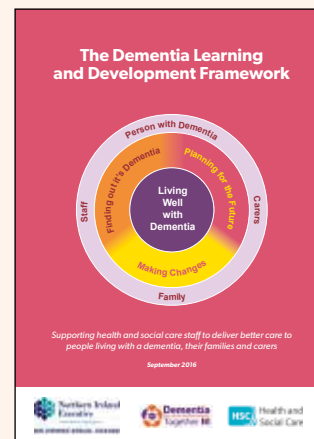 The Dementia Learning
and Development Framework
Person with Dementia
Finding out it's Dementia
Planning for the Future
Staff
Living
Well
with
Dementia
Carers
Making Changes
Family
Supporting health and social care staff to deliver better care to
people living with a dementia, their families and carers
September 2016
Northern Ireland
Executive
Dementia
Together NI
HSC
Health and
Social Care